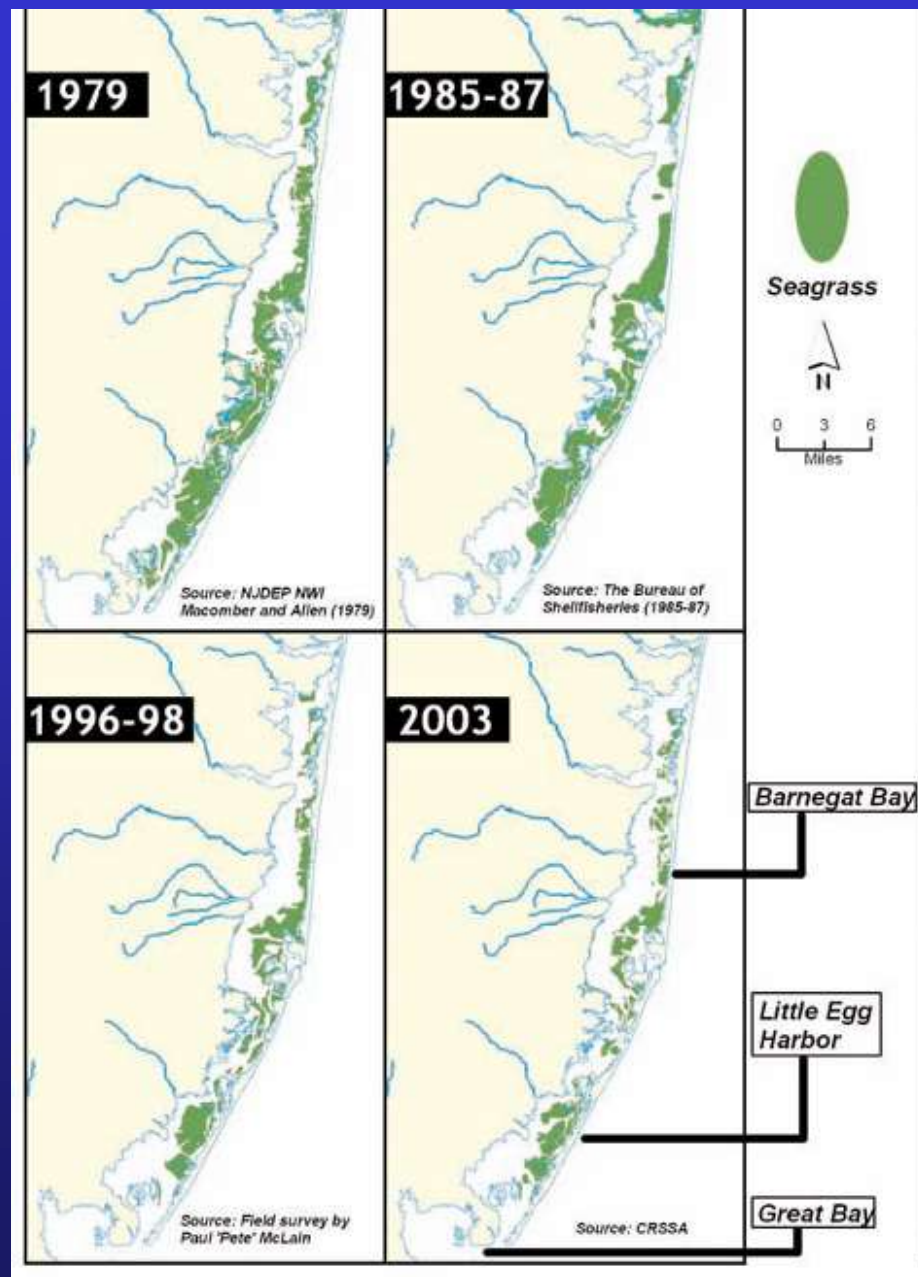 1979
1985-87
Seagrass
N
0 3 6
Miles
Source: NJDEP NWI
Macomber and Allen (1979)
Source: The Bureau of
Shellfisheries (1985-87)
1996-98
2003
Barnegat Bay
Little Egg
Harbor
Great Bay
Source: Field survey by
Paul 'Pete' McLain
Source: CRSSA